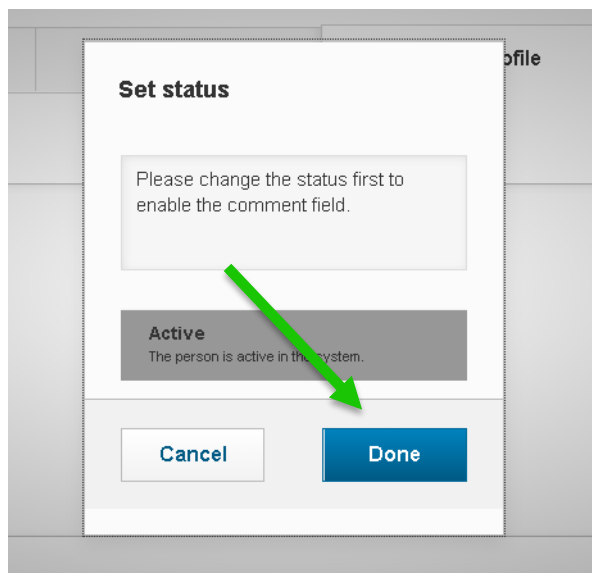 ofile
Set status
Please change the status first to
enable the comment field.
Active
The person is active in the system.
Cancel
Done